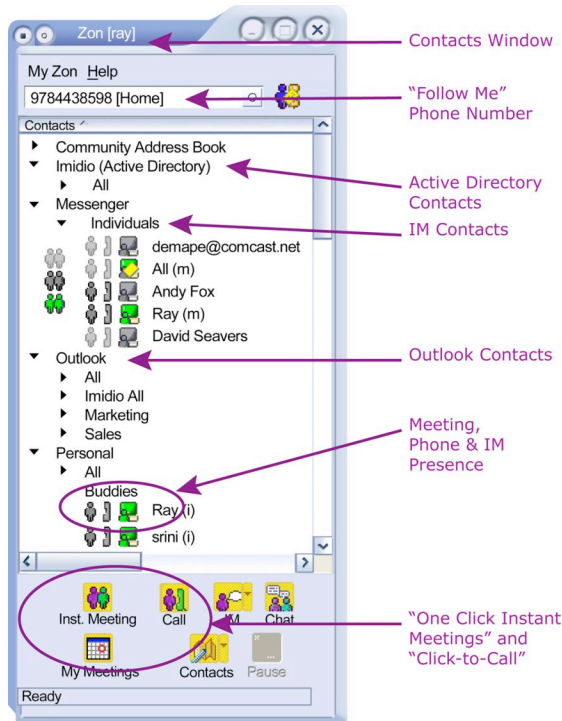 Zon [ray]
Contacts Window
My Zon Help
9784438598 [Home]
"Follow Me"
Phone Number
Contacts
Community Address Book
Imidio (Active Directory)
All
Active Directory
Contacts
Messenger
Individuals
IM Contacts
demape@comcast.net
All (m)
Andy Fox
Ray (m)
David Seavers
Outlook
Outlook Contacts
All
Imidio All
Marketing
Sales
Personal
All
Meeting,
Phone & IM
Presence
Buddies
Ray (i)
srini (i)
Inst. Meeting Call IM Chat
"One Click Instant
Meetings" and
"Click-to-Call"
My Meetings Contacts Pause
Ready